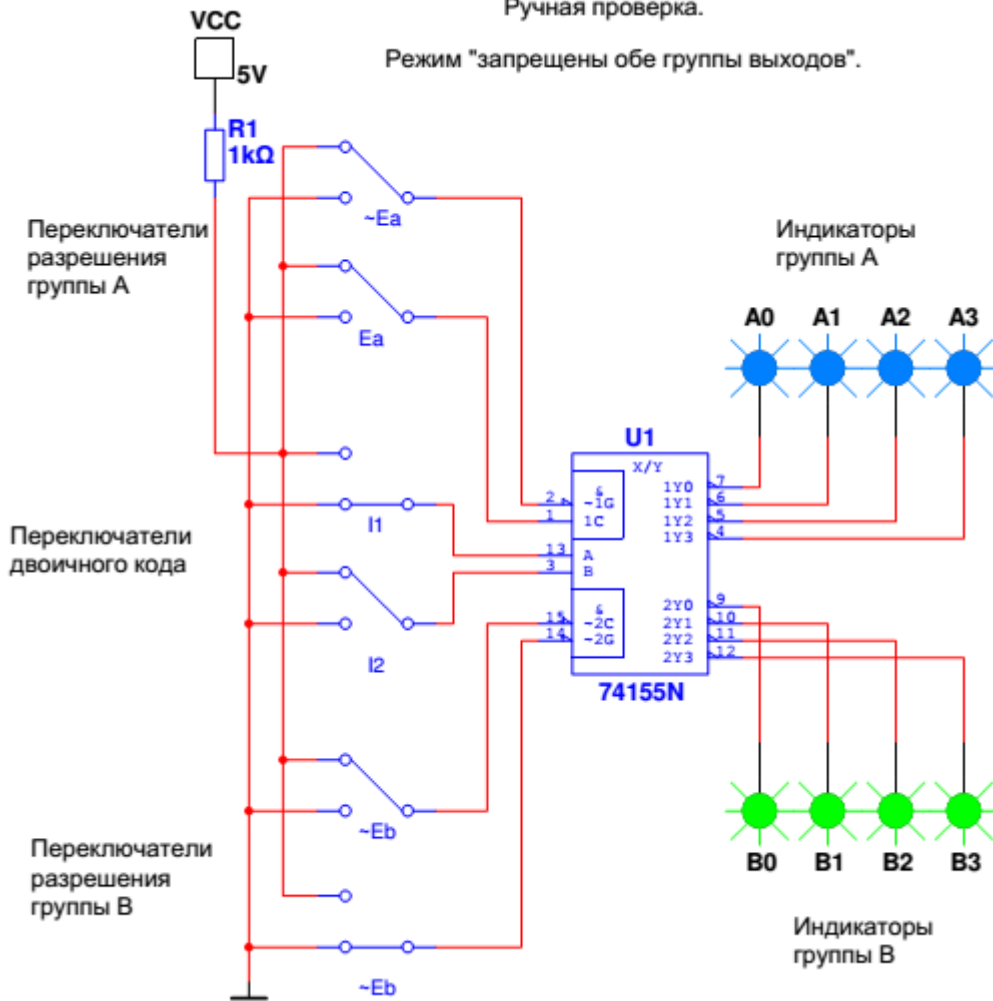 Ручная проверка.
VCC
Режим "запрещены обе группы выходов".
5V
R1
1kΩ
~Ea
Переключатели
разрешения
группы A
Индикаторы
группы A
Ea
A0 A1 A2 A3
U1
X/Y
2 & ~1G
1 1C
1Y0 7
1Y1 6
1Y2 5
1Y3 4
I1
Переключатели
двоичного кода
13 A
3 B
I2
15 & ~2C
14 ~2G
2Y0 9
2Y1 10
2Y2 11
2Y3 12
74155N
~Eb
Переключатели
разрешения
группы B
B0 B1 B2 B3
Индикаторы
группы B
~Eb